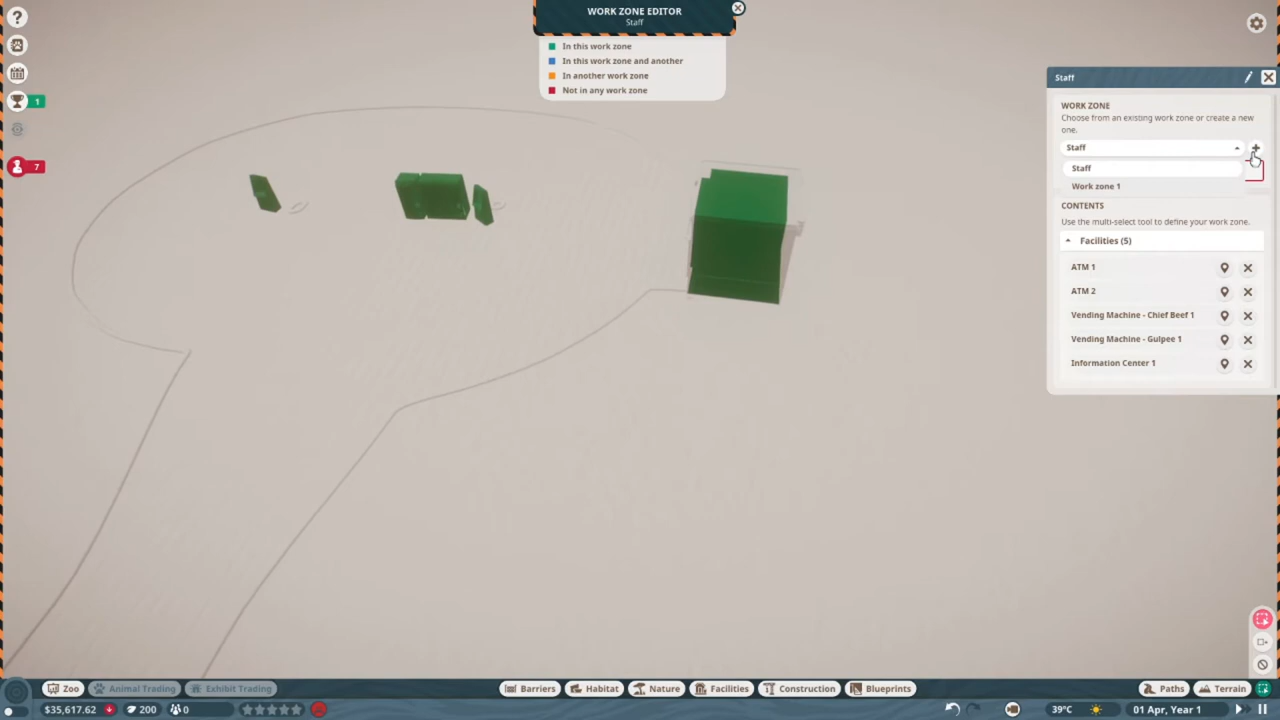 WORK ZONE EDITOR
Staff
In this work zone
In this work zone and another
In another work zone
Not in any work zone
?
1
7
Staff
WORK ZONE
Choose from an existing work zone or create a new
one.
Staff
Staff
Work zone 1
CONTENTS
Use the multi-select tool to define your work zone.
Facilities (5)
ATM 1
ATM 2
Vending Machine - Chief Beef 1
Vending Machine - Gulpee 1
Information Center 1
Zoo
Animal Trading
Exhibit Trading
Barriers
Habitat
Nature
Facilities
Construction
Blueprints
Paths
Terrain
$35,617.62
200
0
39°C
01 Apr, Year 1